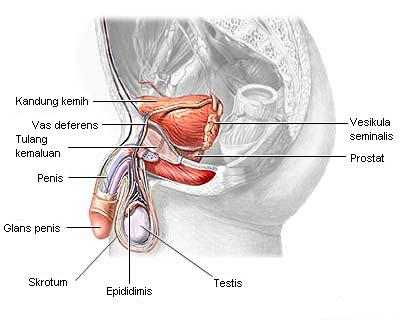 Kandung kemih
Vas deferens
Tulang
kemaluan
Penis
Glans penis
Skrotum
Epididimis
Testis
Vesikula
seminalis
Prostat